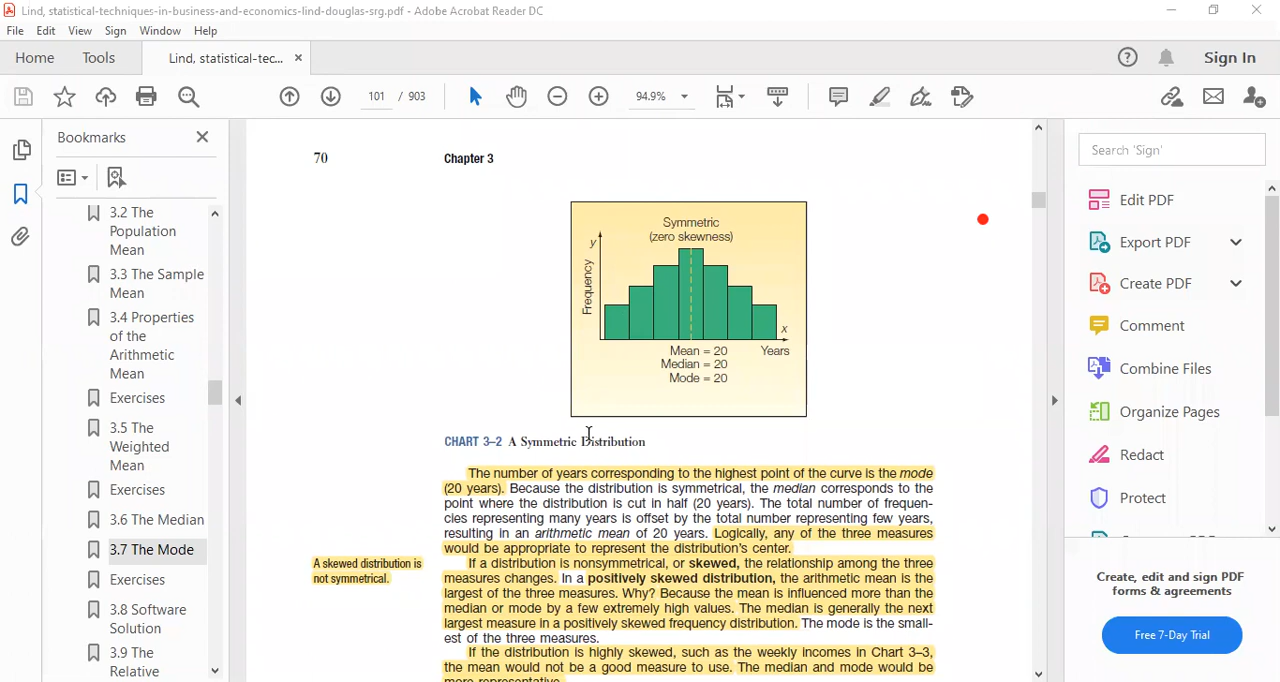 Lind, statistical-techniques-in-business-and-economics-lind-douglas-srg.pdf - Adobe Acrobat Reader DC
File Edit View Sign Window Help
Home Tools Lind, statistical-tec... × Sign In
101 / 903 94.9%
Bookmarks
3.2 The
Population
Mean
3.3 The Sample
Mean
3.4 Properties
of the
Arithmetic
Mean
Exercises
3.5 The
Weighted
Mean
Exercises
3.6 The Median
3.7 The Mode
Exercises
3.8 Software
Solution
3.9 The
Relative
70 Chapter 3
Symmetric
(zero skewness)
y
Frequency
x
Mean = 20 Years
Median = 20
Mode = 20
CHART 3–2 A Symmetric Distribution
The number of years corresponding to the highest point of the curve is the mode
(20 years). Because the distribution is symmetrical, the median corresponds to the
point where the distribution is cut in half (20 years). The total number of frequen-
cies representing many years is offset by the total number representing few years,
resulting in an arithmetic mean of 20 years. Logically, any of the three measures
would be appropriate to represent the distribution's center.
A skewed distribution is
not symmetrical.
If a distribution is nonsymmetrical, or skewed, the relationship among the three
measures changes. In a positively skewed distribution, the arithmetic mean is the
largest of the three measures. Why? Because the mean is influenced more than the
median or mode by a few extremely high values. The median is generally the next
largest measure in a positively skewed frequency distribution. The mode is the small-
est of the three measures.
If the distribution is highly skewed, such as the weekly incomes in Chart 3–3,
the mean would not be a good measure to use. The median and mode would be
more representative.
Search 'Sign'
Edit PDF
Export PDF
Create PDF
Comment
Combine Files
Organize Pages
Redact
Protect
Create, edit and sign PDF
forms & agreements
Free 7-Day Trial